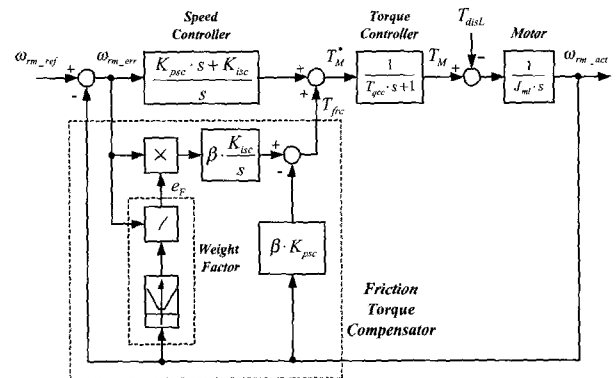 Speed
Controller
Torque
Controller
T_disL
Motor
ω_rm_ref + - ω_rm_err
K_psc · s + K_isc / s
+ + T*_M
1 / T_qcc · s + 1
T_M + -
1 / J_ml · s
ω_rm_act
T_frc
×
β · K_isc / s
+ -
e_F
/
Weight
Factor
β · K_psc
Friction
Torque
Compensator